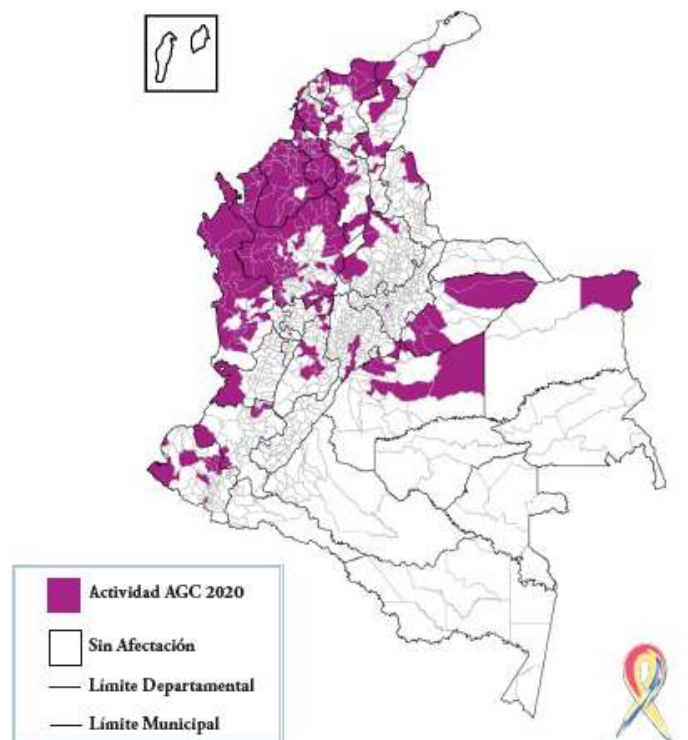 Actividad AGC 2020
Sin Afectación
Límite Departamental
Límite Municipal